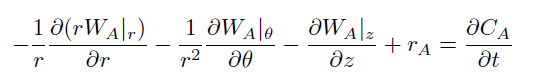 $$-\frac{1}{r}\frac{\partial(rW_A|_r)}{\partial r} - \frac{1}{r^2}\frac{\partial W_A|_\theta}{\partial \theta} - \frac{\partial W_A|_z}{\partial z} + r_A = \frac{\partial C_A}{\partial t}$$